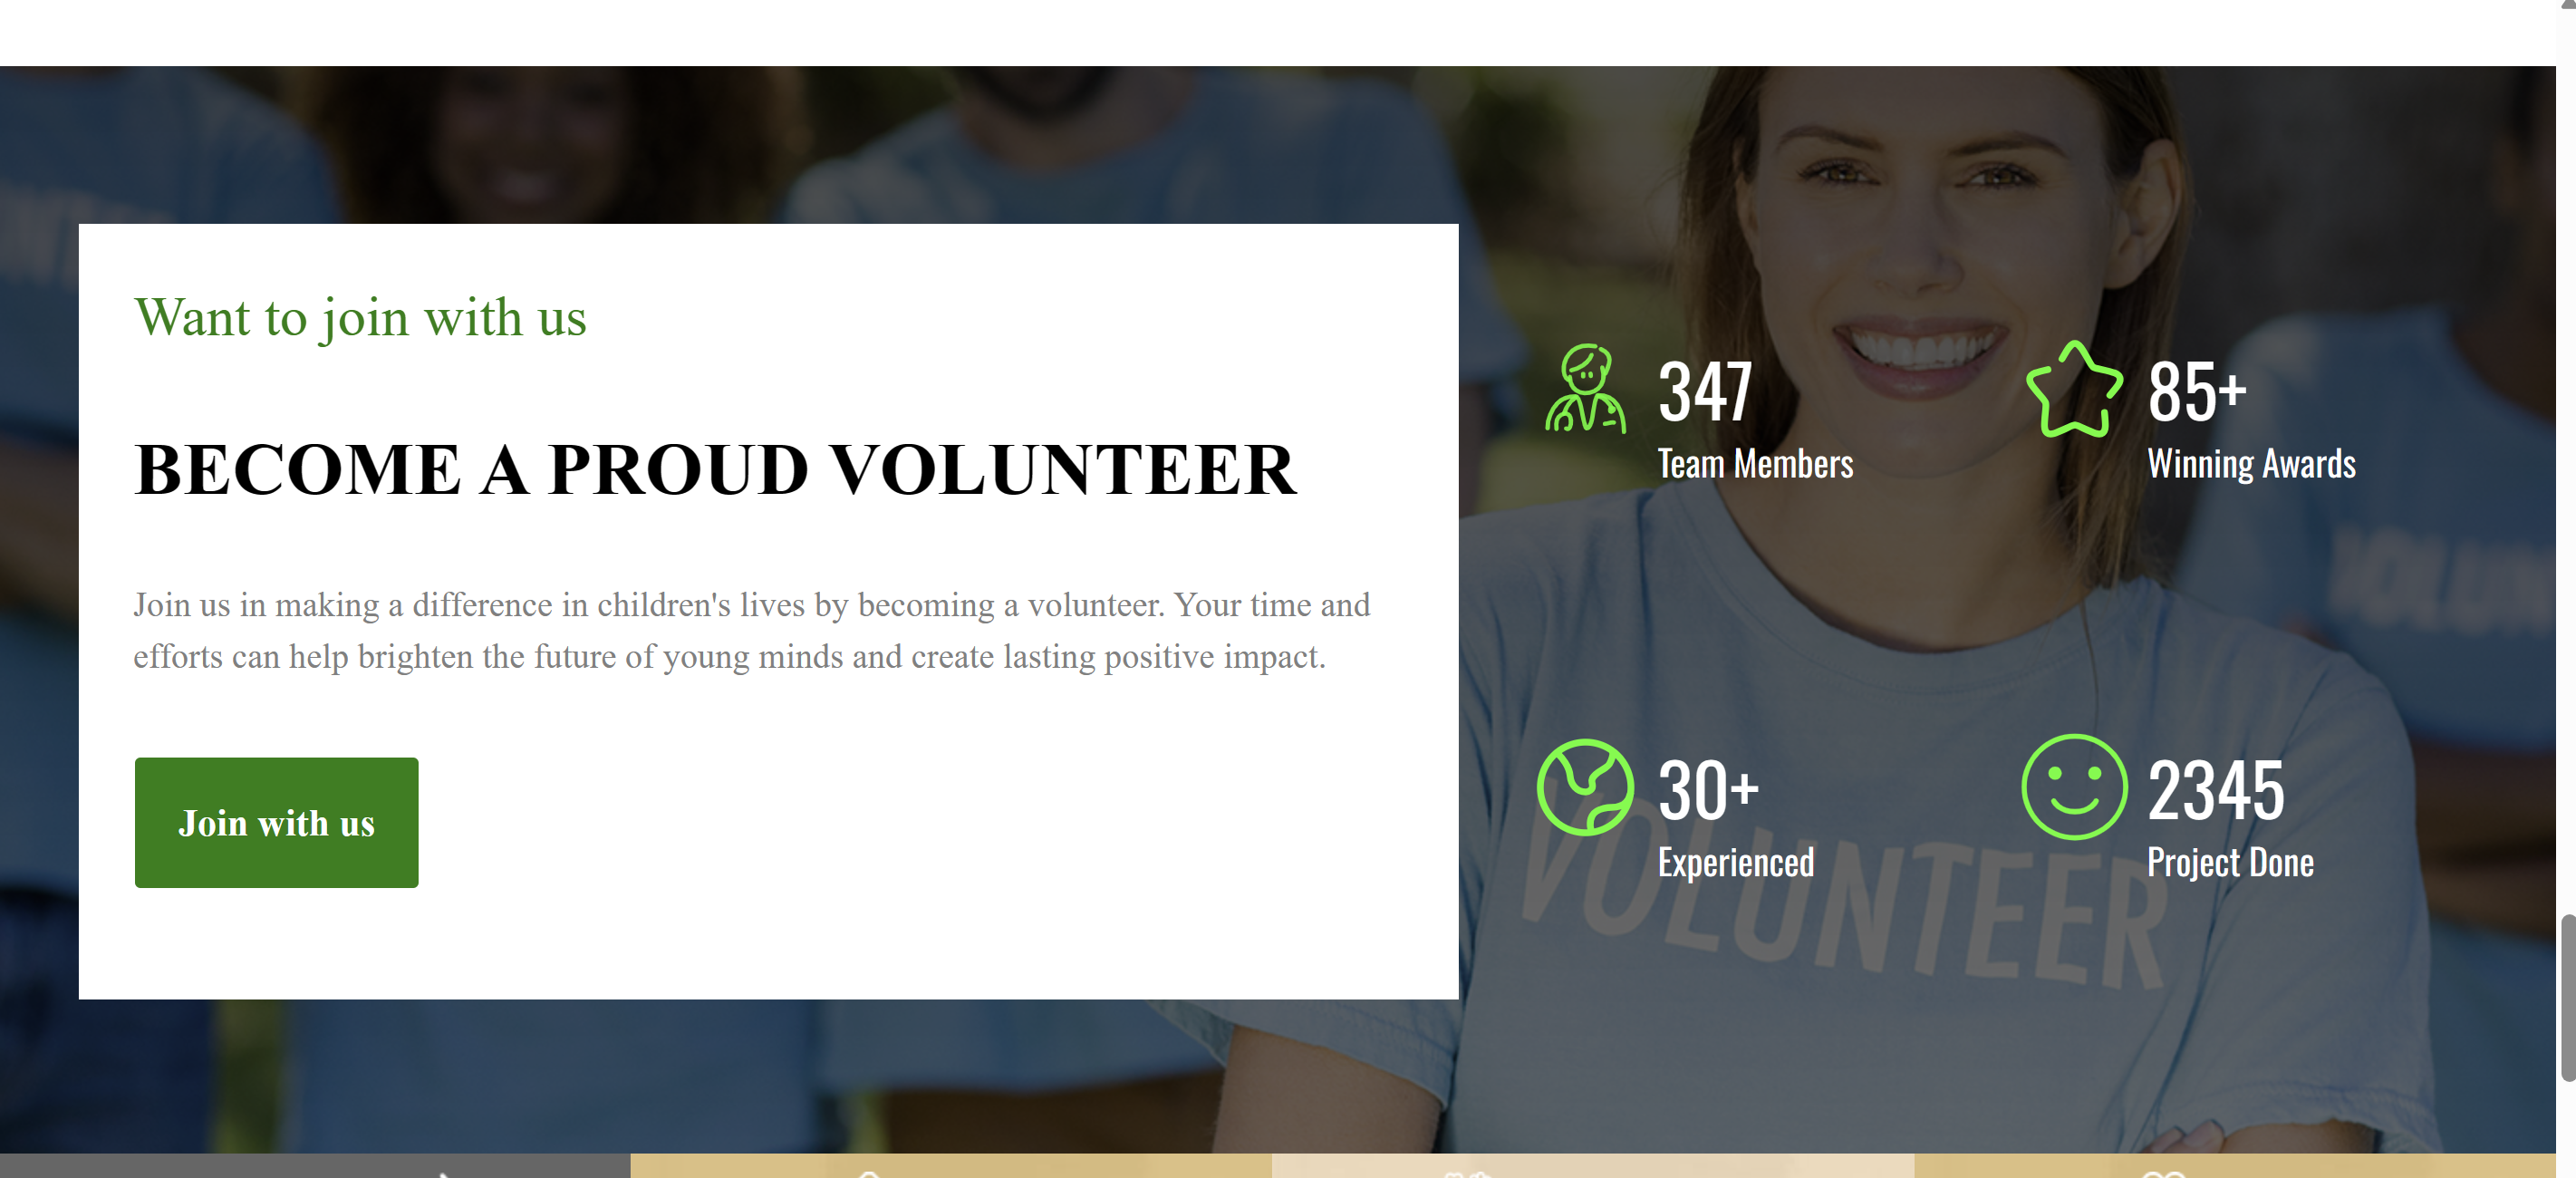 Want to join with us
BECOME A PROUD VOLUNTEER
Join us in making a difference in children's lives by becoming a volunteer. Your time and
efforts can help brighten the future of young minds and create lasting positive impact.
Join with us
347
Team Members
85+
Winning Awards
30+
Experienced
2345
Project Done
VOLUNTEER
VOLUN